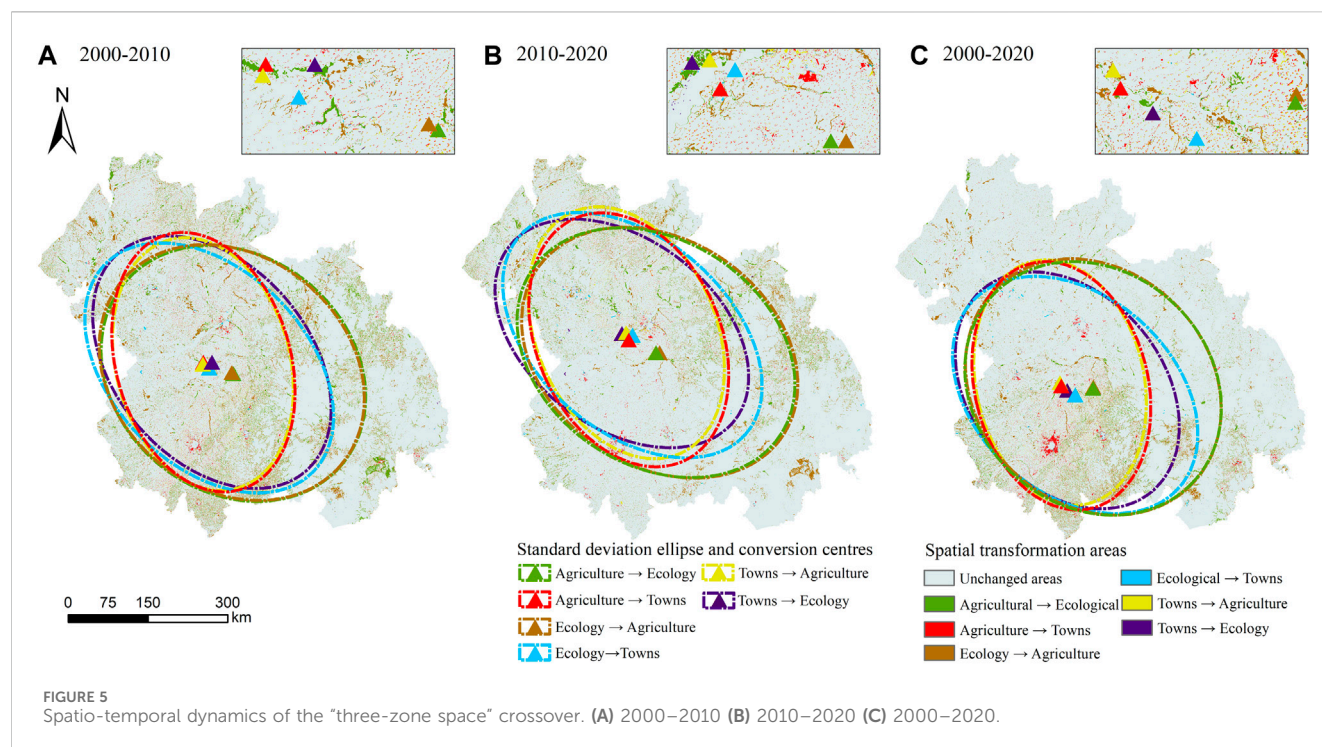 A 2000-2010
B 2010-2020
C 2000-2020
N
0 75 150 300
km
Standard deviation ellipse and conversion centres
Agriculture → Ecology
Towns → Agriculture
Agriculture → Towns
Towns → Ecology
Ecology → Agriculture
Ecology→Towns
Spatial transformation areas
Unchanged areas
Ecological → Towns
Agricultural → Ecological
Towns → Agriculture
Agriculture → Towns
Towns → Ecology
Ecology → Agriculture
FIGURE 5
Spatio-temporal dynamics of the “three-zone space” crossover. (A) 2000–2010 (B) 2010–2020 (C) 2000–2020.